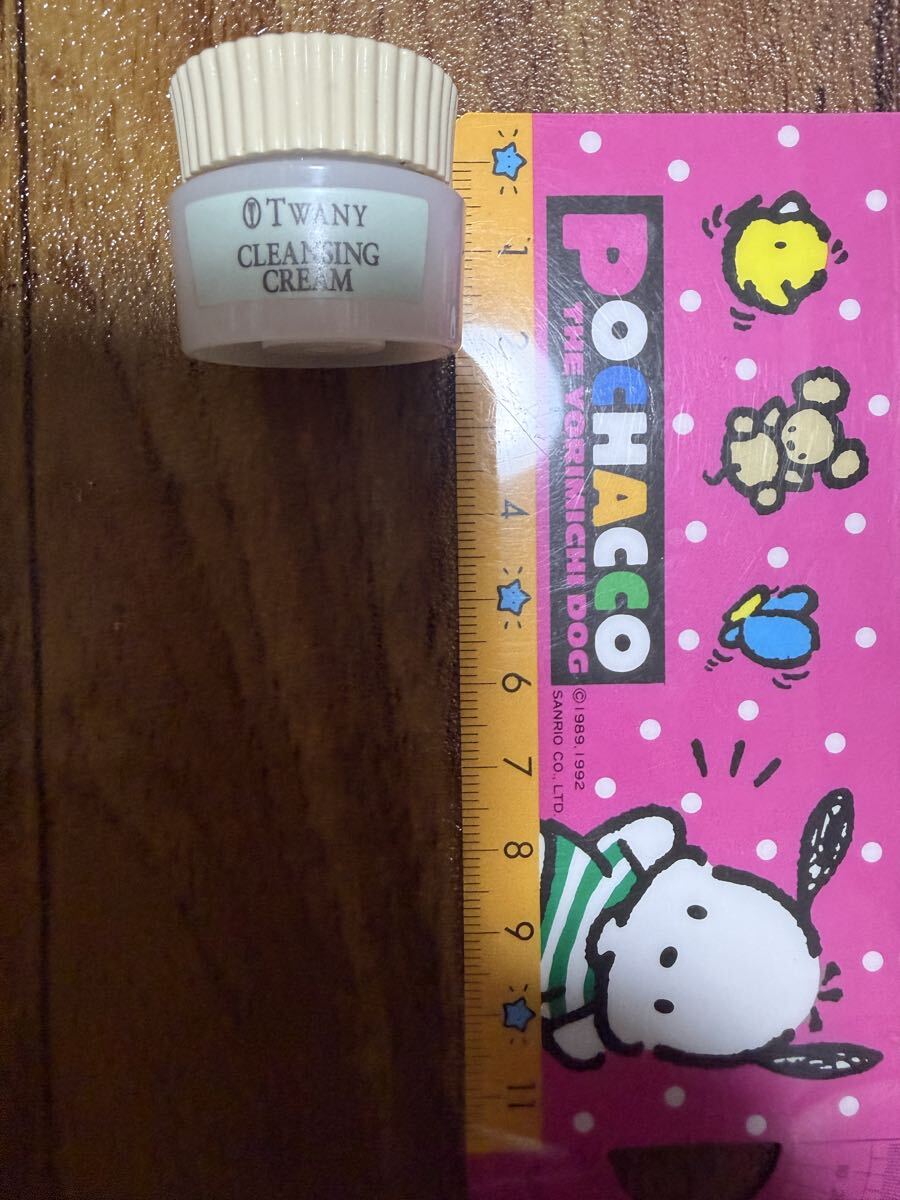 TWANY
CLEANSING
CREAM
1
2
4
6
7
8
9
11
POCHACCO
THE YORIMICHI DOG
©1989,1992
SANRIO CO., LTD.